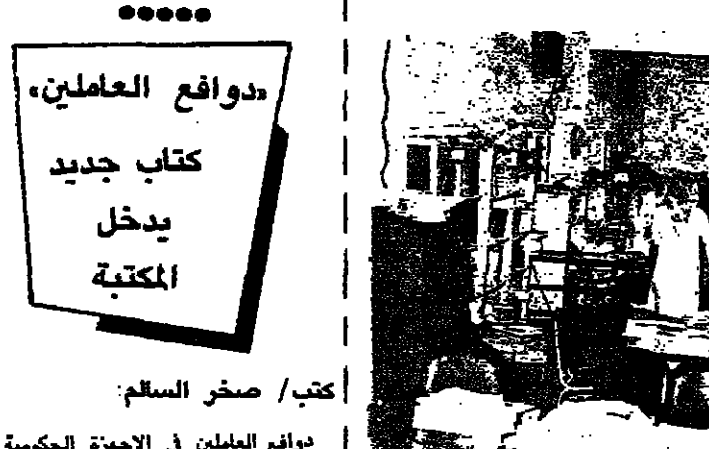 «دوافع العاملين»
كتاب جديد
يدخل
المكتبة
كتب/ صخر السالم:
دوافع العاملين في الاجهزة الحكومية